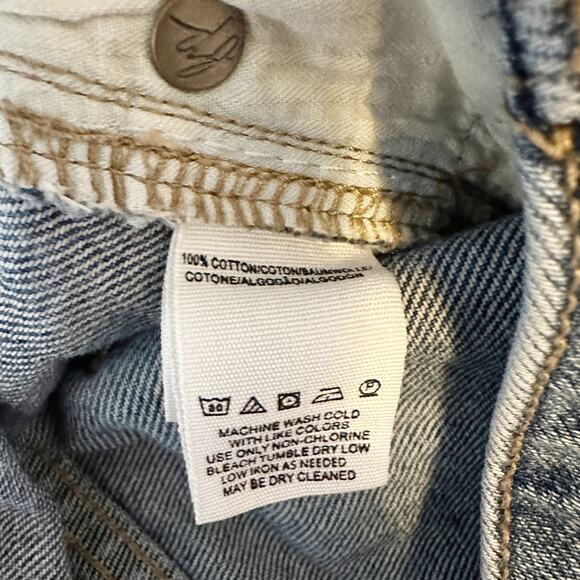 100% COTTON/COTON/BAUMWOLLE/
COTONE/ALGODÃO/ALGODÓN
30 P
MACHINE WASH COLD
WITH LIKE COLORS
USE ONLY NON-CHLORINE
BLEACH TUMBLE DRY LOW
LOW IRON AS NEEDED
MAY BE DRY CLEANED